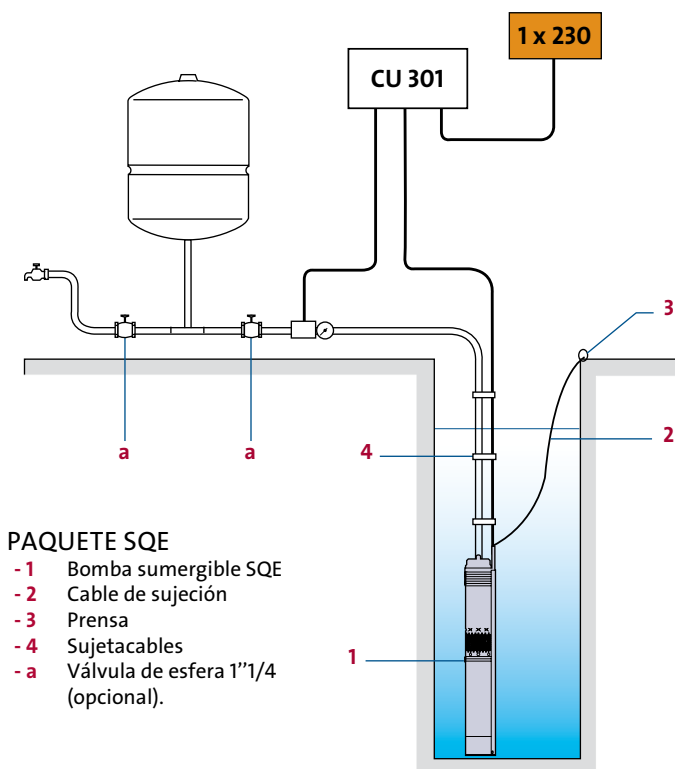 1 x 230
CU 301
3
a
a
4
2
PAQUETE SQE
- 1 Bomba sumergible SQE
- 2 Cable de sujeción
- 3 Prensa
- 4 Sujetacables
- a Válvula de esfera 1’’1/4
(opcional).
1